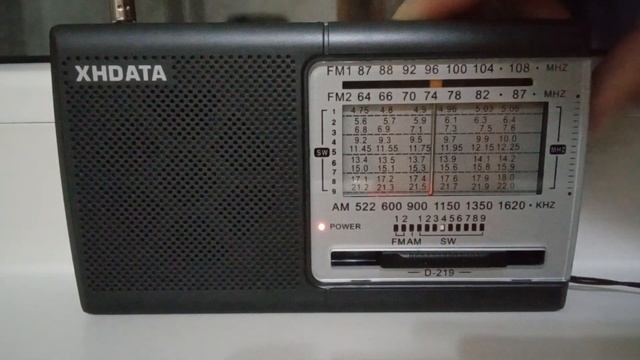 XHDATA
FM1 87 88 92 96 100 104 • 108 • MHZ
FM2 64 66 70 74 78 82 • 87 • MHZ
1 4.75 4.8 4.9 4.96 5.03 5.06
2 5.6 5.7 5.9 6.1 6.3 6.4
3 6.8 6.9 7.1 7.3 7.5 7.6
4 9.2 9.3 9.5 9.7 9.9 10.0
SW 5 11.45 11.55 11.75 11.95 12.15 12.25 MHZ
6 13.4 13.5 13.7 13.9 14.1 14.2
7 15.0 15.1 15.3 15.6 15.8 15.9
8 17.1 17.2 17.4 17.6 17.9 18.0
9 21.2 21.3 21.5 21.7 21.9 22.0
AM 522 600 900 1150 1350 1620 • KHZ
1 2 1 2 3 4 5 6 7 8 9
POWER
FM AM SW
D-219